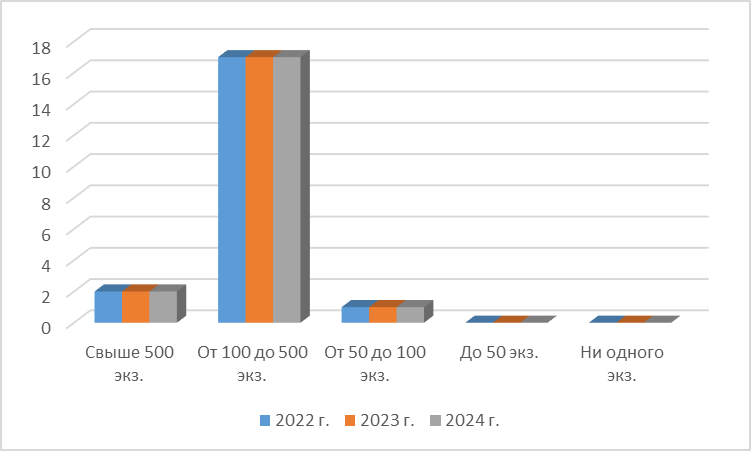 18
16
14
12
10
8
6
4
2
0
Свыше 500 экз.
От 100 до 500 экз.
От 50 до 100 экз.
До 50 экз.
Ни одного экз.
2022 г. 2023 г. 2024 г.